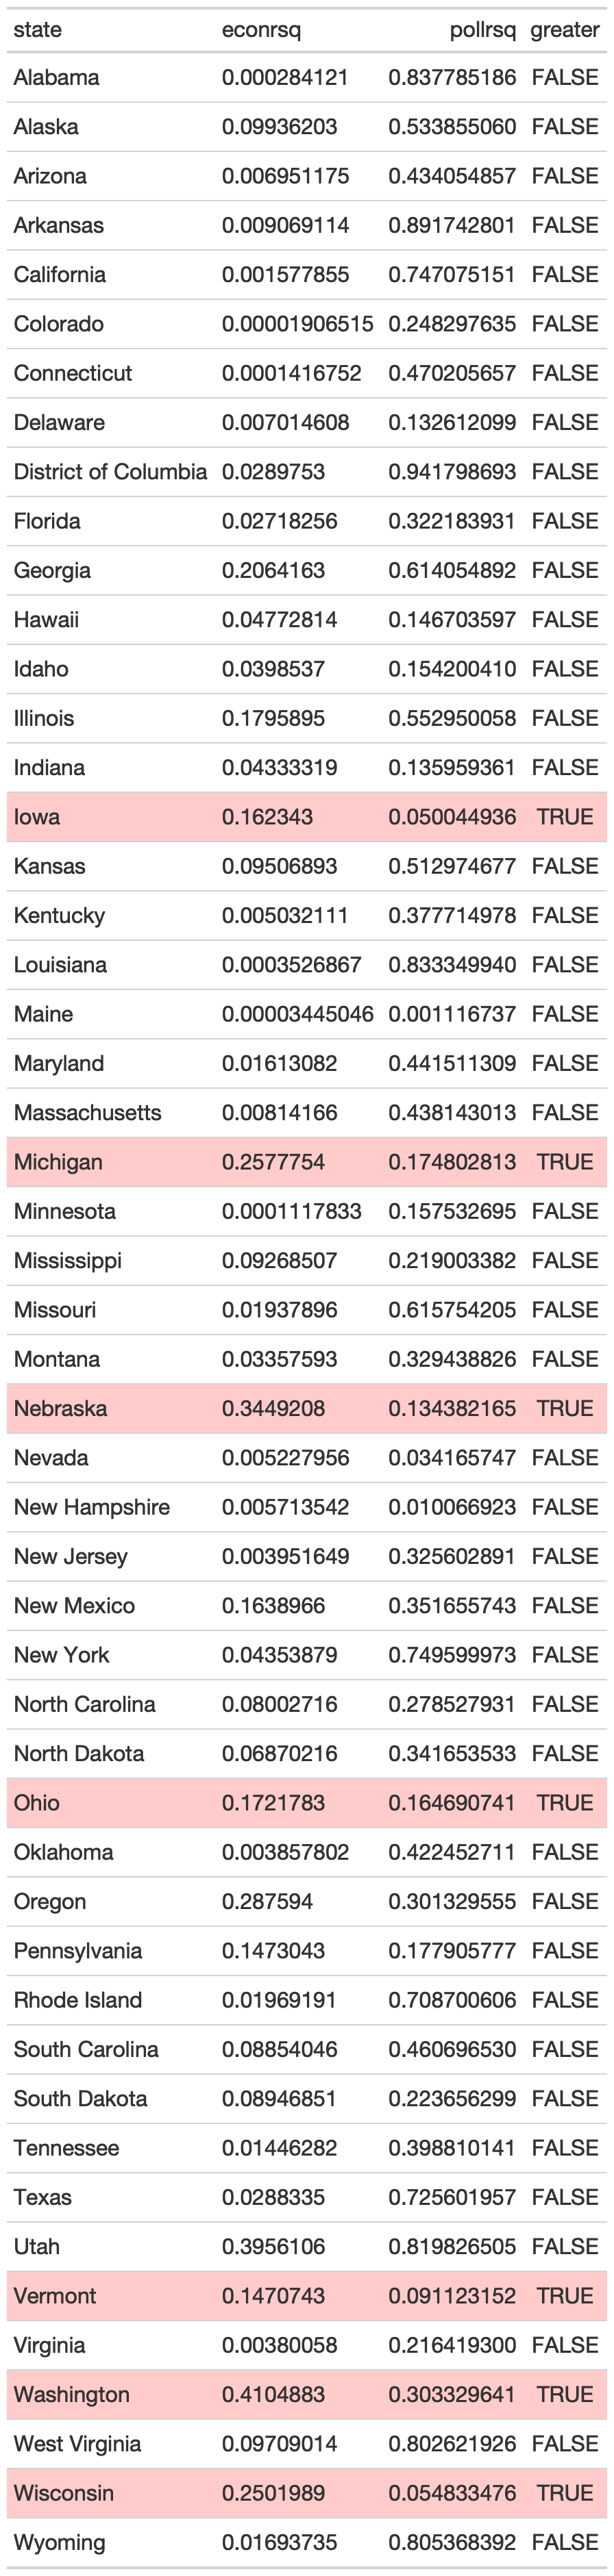 state econrsq pollrsq greater
Alabama 0.000284121 0.837785186 FALSE
Alaska 0.09936203 0.533855060 FALSE
Arizona 0.006951175 0.434054857 FALSE
Arkansas 0.009069114 0.891742801 FALSE
California 0.001577855 0.747075151 FALSE
Colorado 0.00001906515 0.248297635 FALSE
Connecticut 0.0001416752 0.470205657 FALSE
Delaware 0.007014608 0.132612099 FALSE
District of Columbia 0.0289753 0.941798693 FALSE
Florida 0.02718256 0.322183931 FALSE
Georgia 0.2064163 0.614054892 FALSE
Hawaii 0.04772814 0.146703597 FALSE
Idaho 0.0398537 0.154200410 FALSE
Illinois 0.1795895 0.552950058 FALSE
Indiana 0.04333319 0.135959361 FALSE
Iowa 0.162343 0.050044936 TRUE
Kansas 0.09506893 0.512974677 FALSE
Kentucky 0.005032111 0.377714978 FALSE
Louisiana 0.0003526867 0.833349940 FALSE
Maine 0.00003445046 0.001116737 FALSE
Maryland 0.01613082 0.441511309 FALSE
Massachusetts 0.00814166 0.438143013 FALSE
Michigan 0.2577754 0.174802813 TRUE
Minnesota 0.0001117833 0.157532695 FALSE
Mississippi 0.09268507 0.219003382 FALSE
Missouri 0.01937896 0.615754205 FALSE
Montana 0.03357593 0.329438826 FALSE
Nebraska 0.3449208 0.134382165 TRUE
Nevada 0.005227956 0.034165747 FALSE
New Hampshire 0.005713542 0.010066923 FALSE
New Jersey 0.003951649 0.325602891 FALSE
New Mexico 0.1638966 0.351655743 FALSE
New York 0.04353879 0.749599973 FALSE
North Carolina 0.08002716 0.278527931 FALSE
North Dakota 0.06870216 0.341653533 FALSE
Ohio 0.1721783 0.164690741 TRUE
Oklahoma 0.003857802 0.422452711 FALSE
Oregon 0.287594 0.301329555 FALSE
Pennsylvania 0.1473043 0.177905777 FALSE
Rhode Island 0.01969191 0.708700606 FALSE
South Carolina 0.08854046 0.460696530 FALSE
South Dakota 0.08946851 0.223656299 FALSE
Tennessee 0.01446282 0.398810141 FALSE
Texas 0.0288335 0.725601957 FALSE
Utah 0.3956106 0.819826505 FALSE
Vermont 0.1470743 0.091123152 TRUE
Virginia 0.00380058 0.216419300 FALSE
Washington 0.4104883 0.303329641 TRUE
West Virginia 0.09709014 0.802621926 FALSE
Wisconsin 0.2501989 0.054833476 TRUE
Wyoming 0.01693735 0.805368392 FALSE